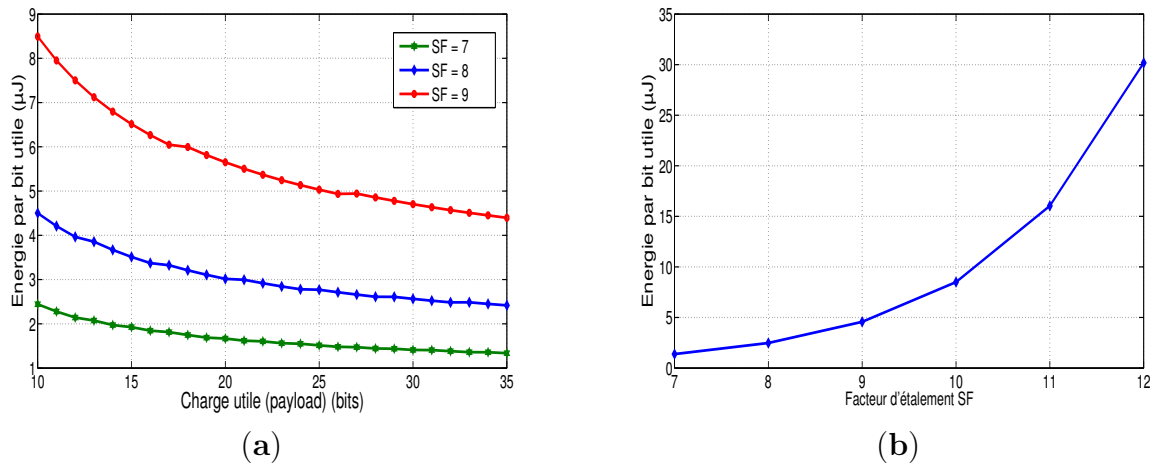 9
8
7
6
5
4
3
2
1
Energie par bit utile (µJ)
SF = 7
SF = 8
SF = 9
10 15 20 25 30 35
Charge utile (payload) (bits)
(a)
35
30
25
20
15
10
5
0
Energie par bit utile (µJ)
7 8 9 10 11 12
Facteur d'étalement SF
(b)